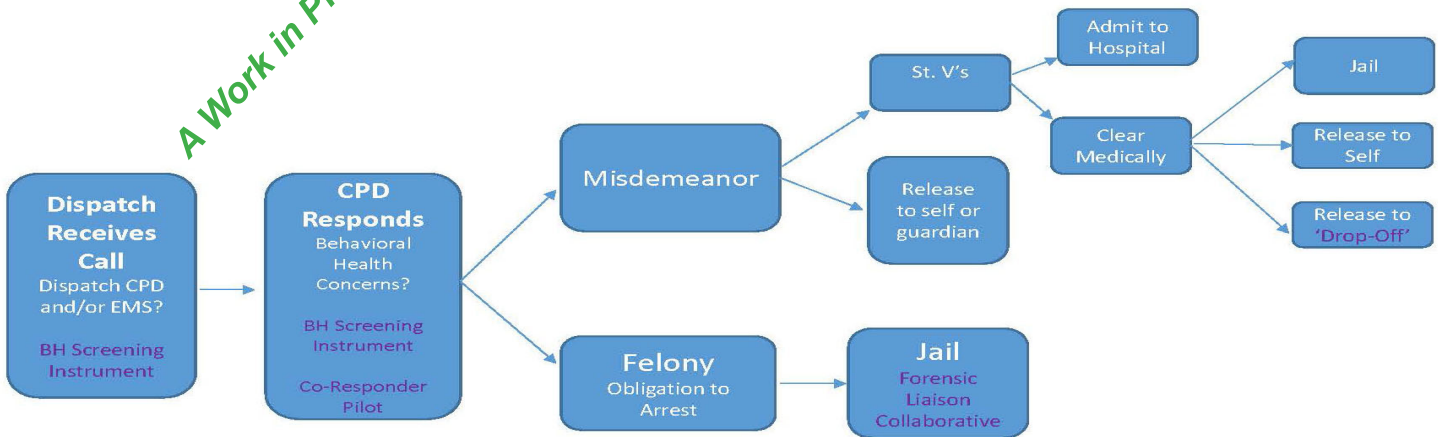 A Work in Pr
Dispatch
Receives
Call
Dispatch CPD
and/or EMS?
BH Screening
Instrument
CPD
Responds
Behavioral
Health
Concerns?
BH Screening
Instrument
Co-Responder
Pilot
Misdemeanor
Felony
Obligation to
Arrest
St. V's
Release
to self or
guardian
Jail
Forensic
Liaison
Collaborative
Admit to
Hospital
Clear
Medically
Jail
Release to
Self
Release to
'Drop-Off'